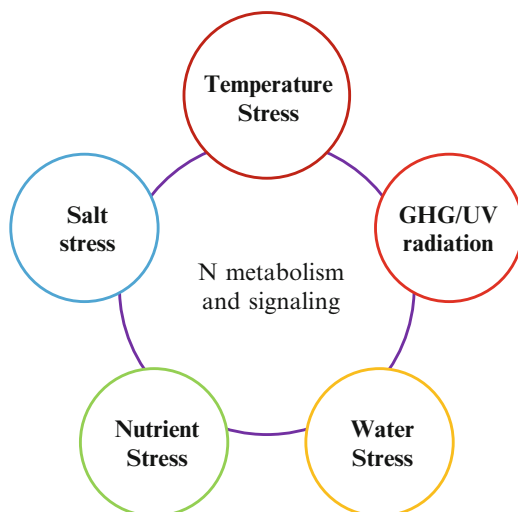 Temperature
Stress
Salt
stress
GHG/UV
radiation
N metabolism
and signaling
Nutrient
Stress
Water
Stress